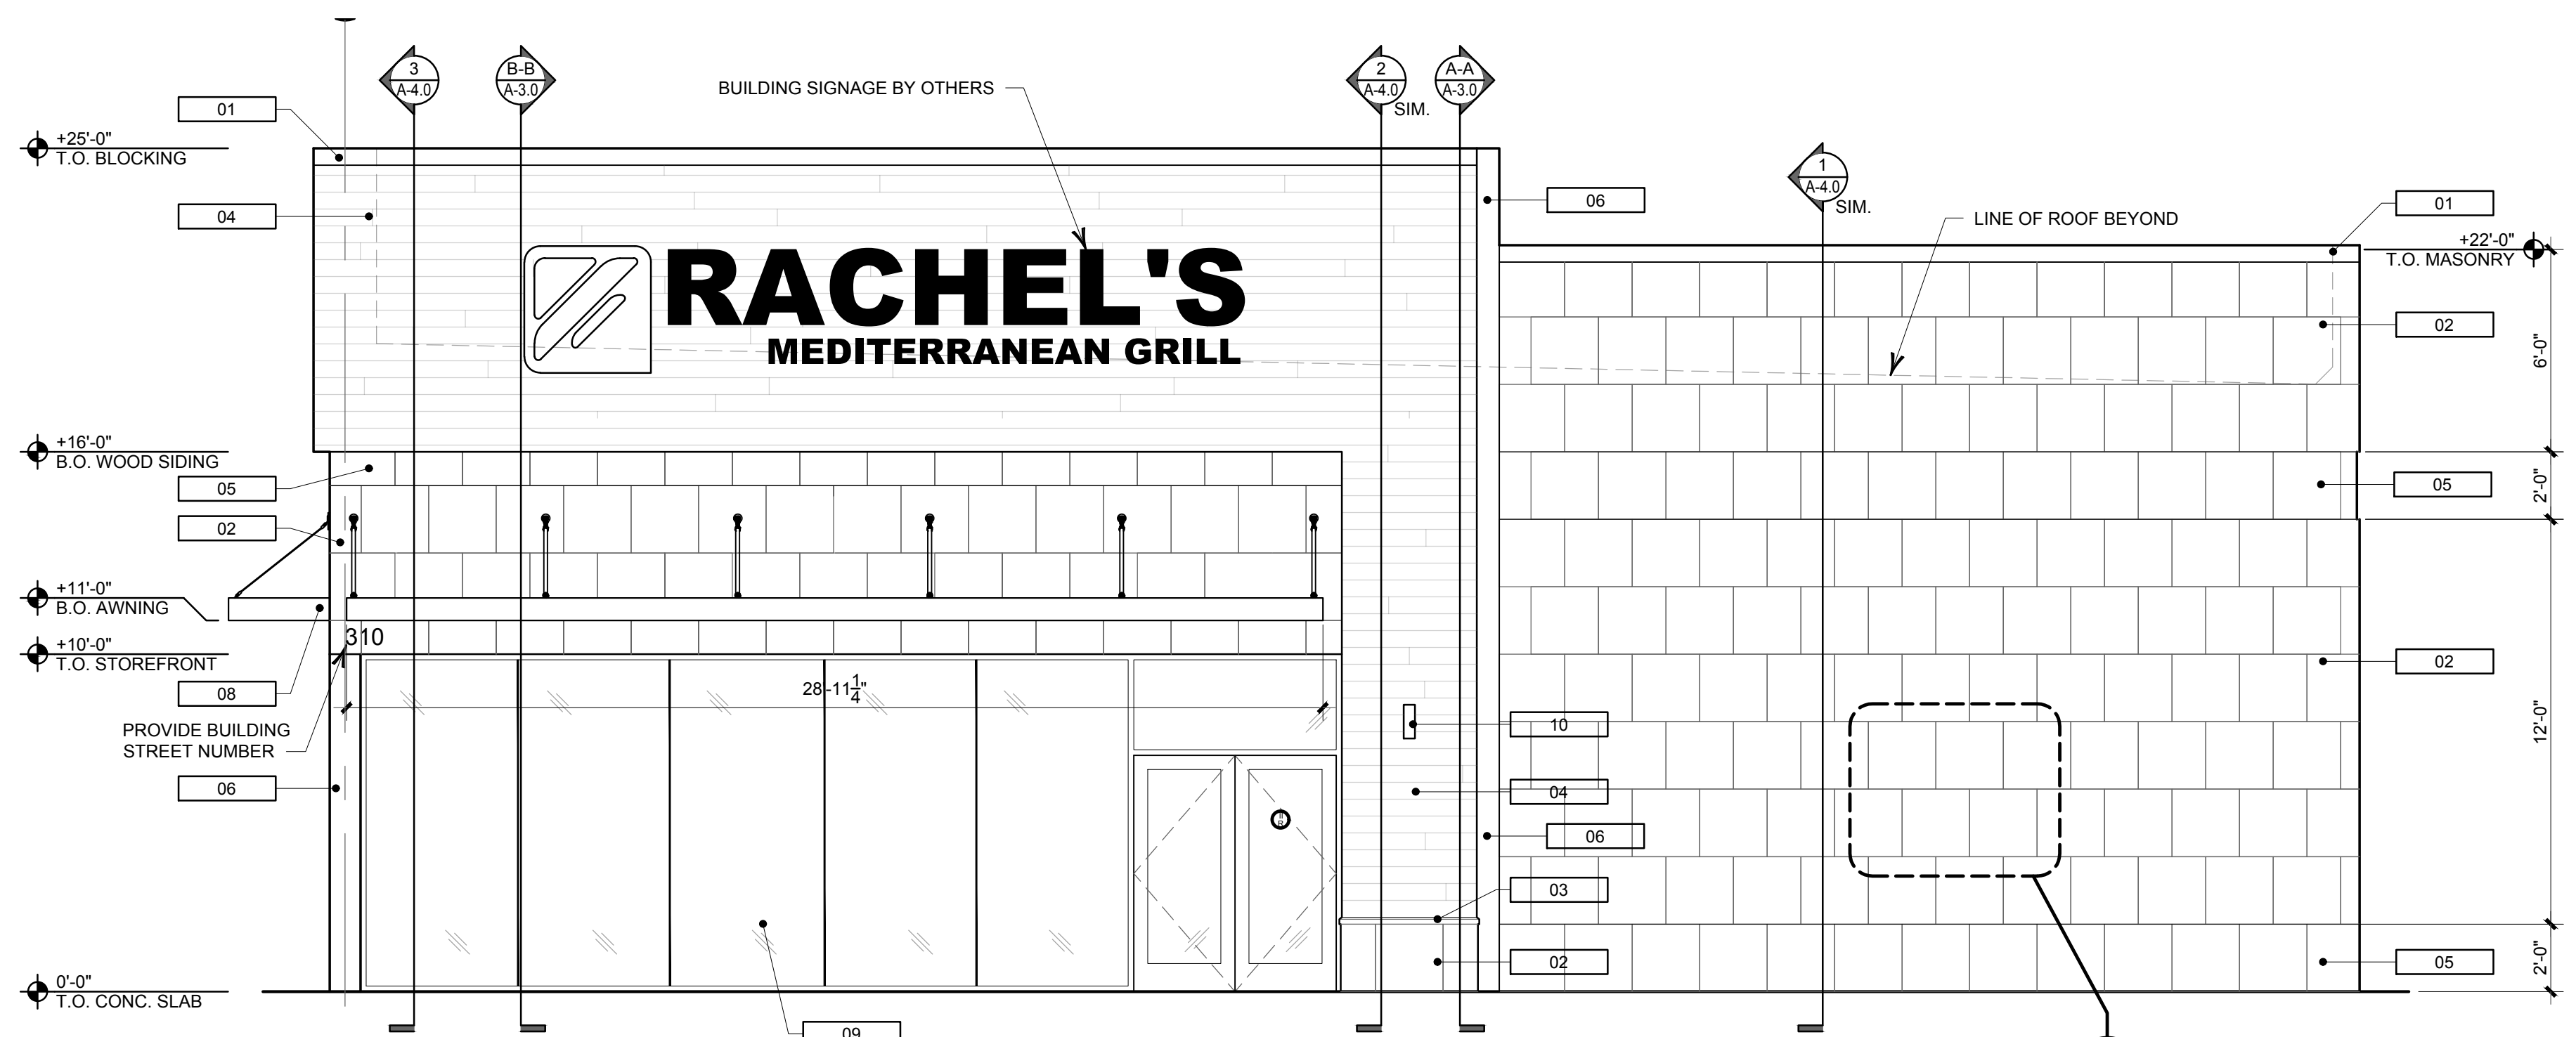 3
A-4.0
B-B
A-3.0
BUILDING SIGNAGE BY OTHERS
2
A-4.0
SIM.
A-A
A-3.0
01
+25'-0"
T.O. BLOCKING
04
06
1
A-4.0
SIM.
LINE OF ROOF BEYOND
01
+22'-0"
T.O. MASONRY
RACHEL'S
MEDITERRANEAN GRILL
02
6'-0"
+16'-0"
B.O. WOOD SIDING
05
02
05
2'-0"
+11'-0"
B.O. AWNING
310
+10'-0"
T.O. STOREFRONT
08
28'-11 1/4"
02
PROVIDE BUILDING
STREET NUMBER
10
12'-0"
06
04
06
03
02
05
2'-0"
0'-0"
T.O. CONC. SLAB
09